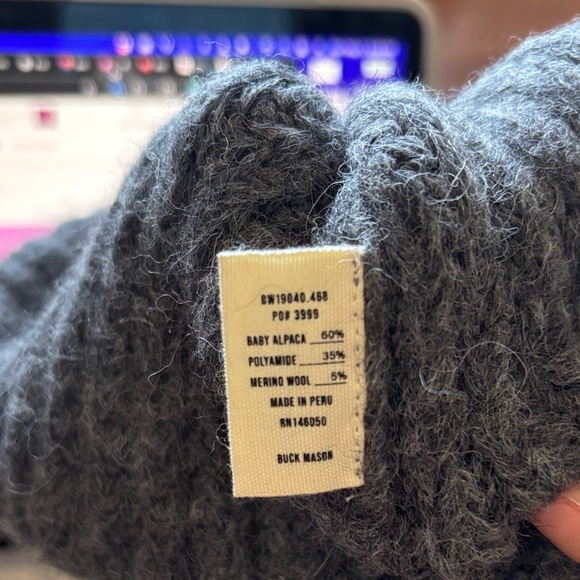 BW19040.468
PO# 3999
BABY ALPACA 60%
POLYAMIDE 35%
MERINO WOOL 5%
MADE IN PERU
RN146050
BUCK MASON